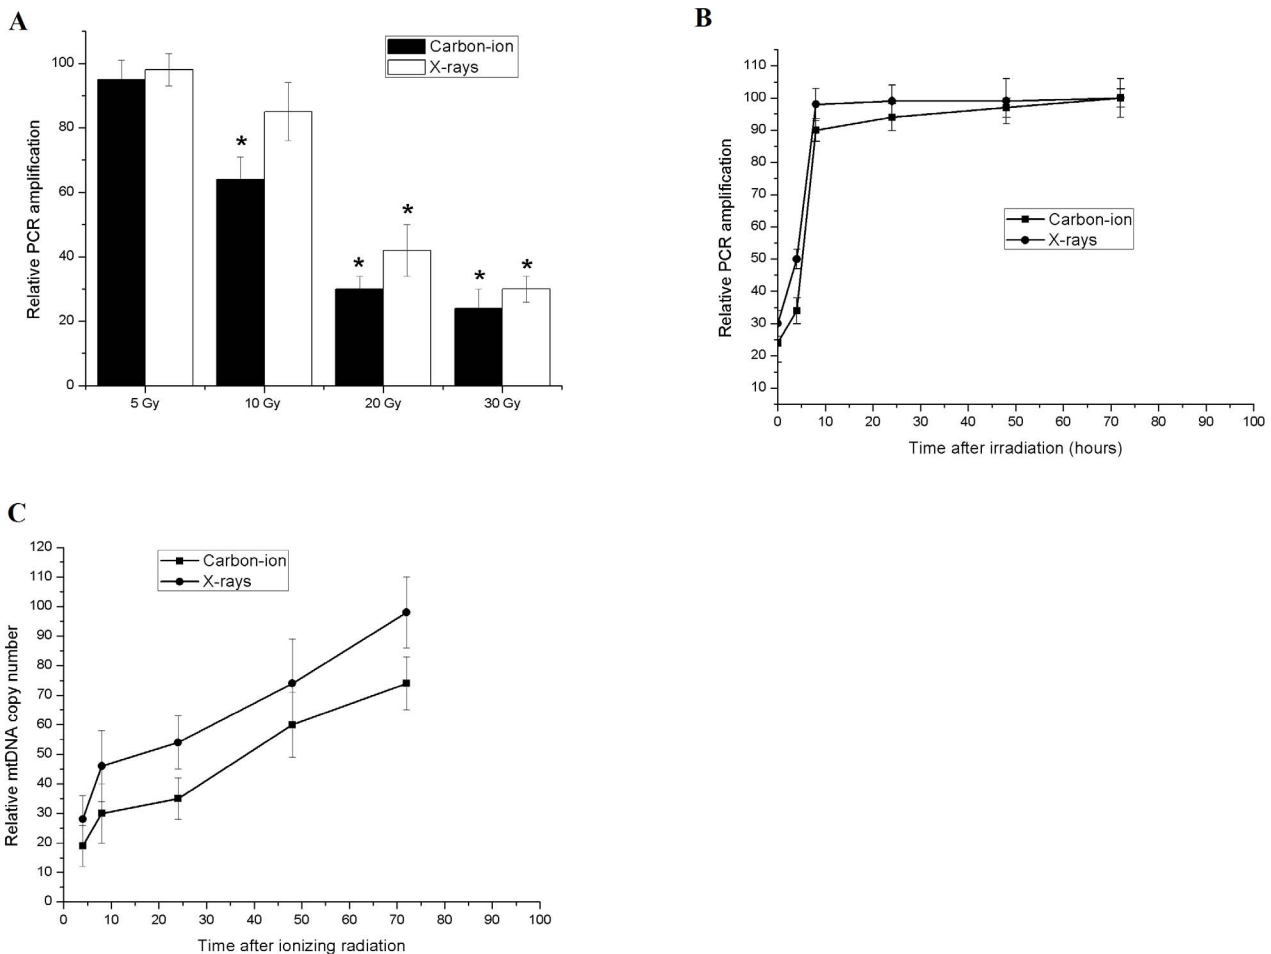 A
Carbon-ion
X-rays
100
80
60
40
20
0
Relative PCR amplification
* * * * *
5 Gy 10 Gy 20 Gy 30 Gy
B
110
100
90
80
70
60
50
40
30
20
10
Relative PCR amplification
Carbon-ion
X-rays
0 10 20 30 40 50 60 70 80 90 100
Time after irradiation (hours)
C
120
110
100
90
80
70
60
50
40
30
20
10
0
Relative mtDNA copy number
Carbon-ion
X-rays
0 10 20 30 40 50 60 70 80 90 100
Time after ionizing radiation